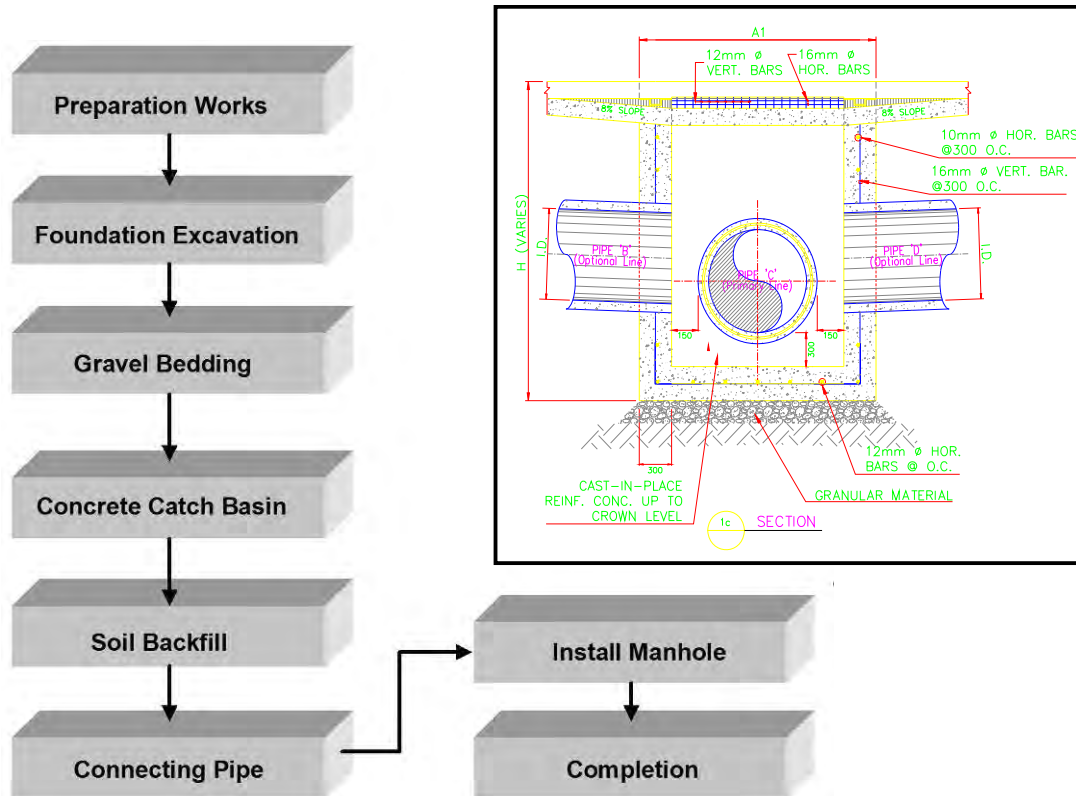 Preparation Works
Foundation Excavation
Gravel Bedding
Concrete Catch Basin
Soil Backfill
Connecting Pipe
Install Manhole
Completion
A1
12mm ø
VERT. BARS
16mm ø
HOR. BARS
8% SLOPE
8% SLOPE
10mm ø HOR. BARS
@300 O.C.
16mm ø VERT. BAR.
@300 O.C.
H (VARIES)
I.D.
PIPE 'B'
(Optional Line)
PIPE 'C'
(Primary Line)
PIPE 'D'
(Optional Line)
I.D.
150
150
300
300
12mm ø HOR.
BARS @ O.C.
CAST-IN-PLACE
REINF. CONC. UP TO
CROWN LEVEL
GRANULAR MATERIAL
1c
SECTION